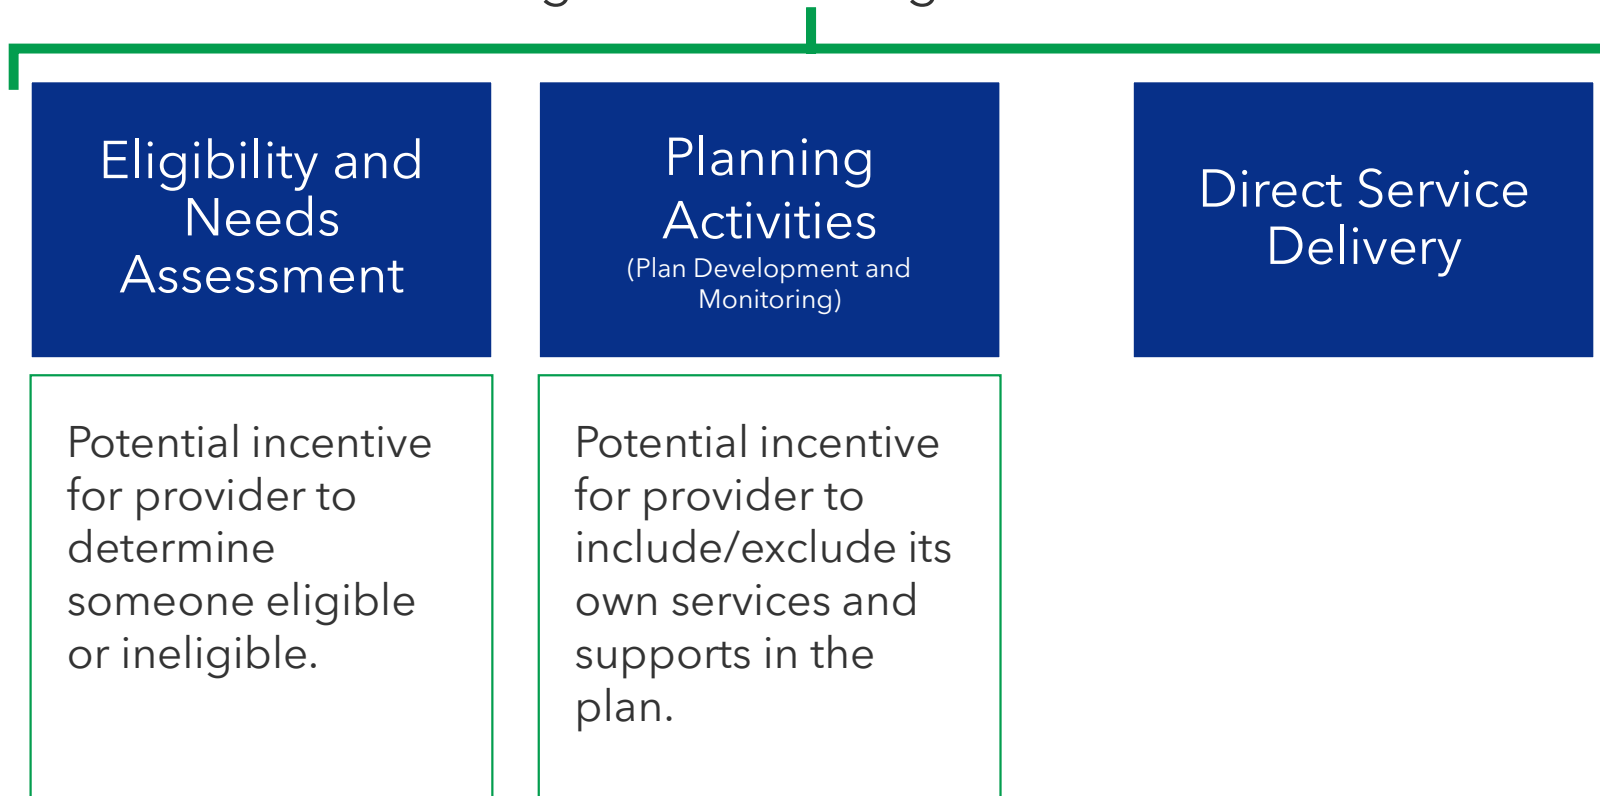 Eligibility and
Needs
Assessment
Planning
Activities
(Plan Development and
Monitoring)
Direct Service
Delivery
Potential incentive
for provider to
determine
someone eligible
or ineligible.
Potential incentive
for provider to
include/exclude its
own services and
supports in the
plan.